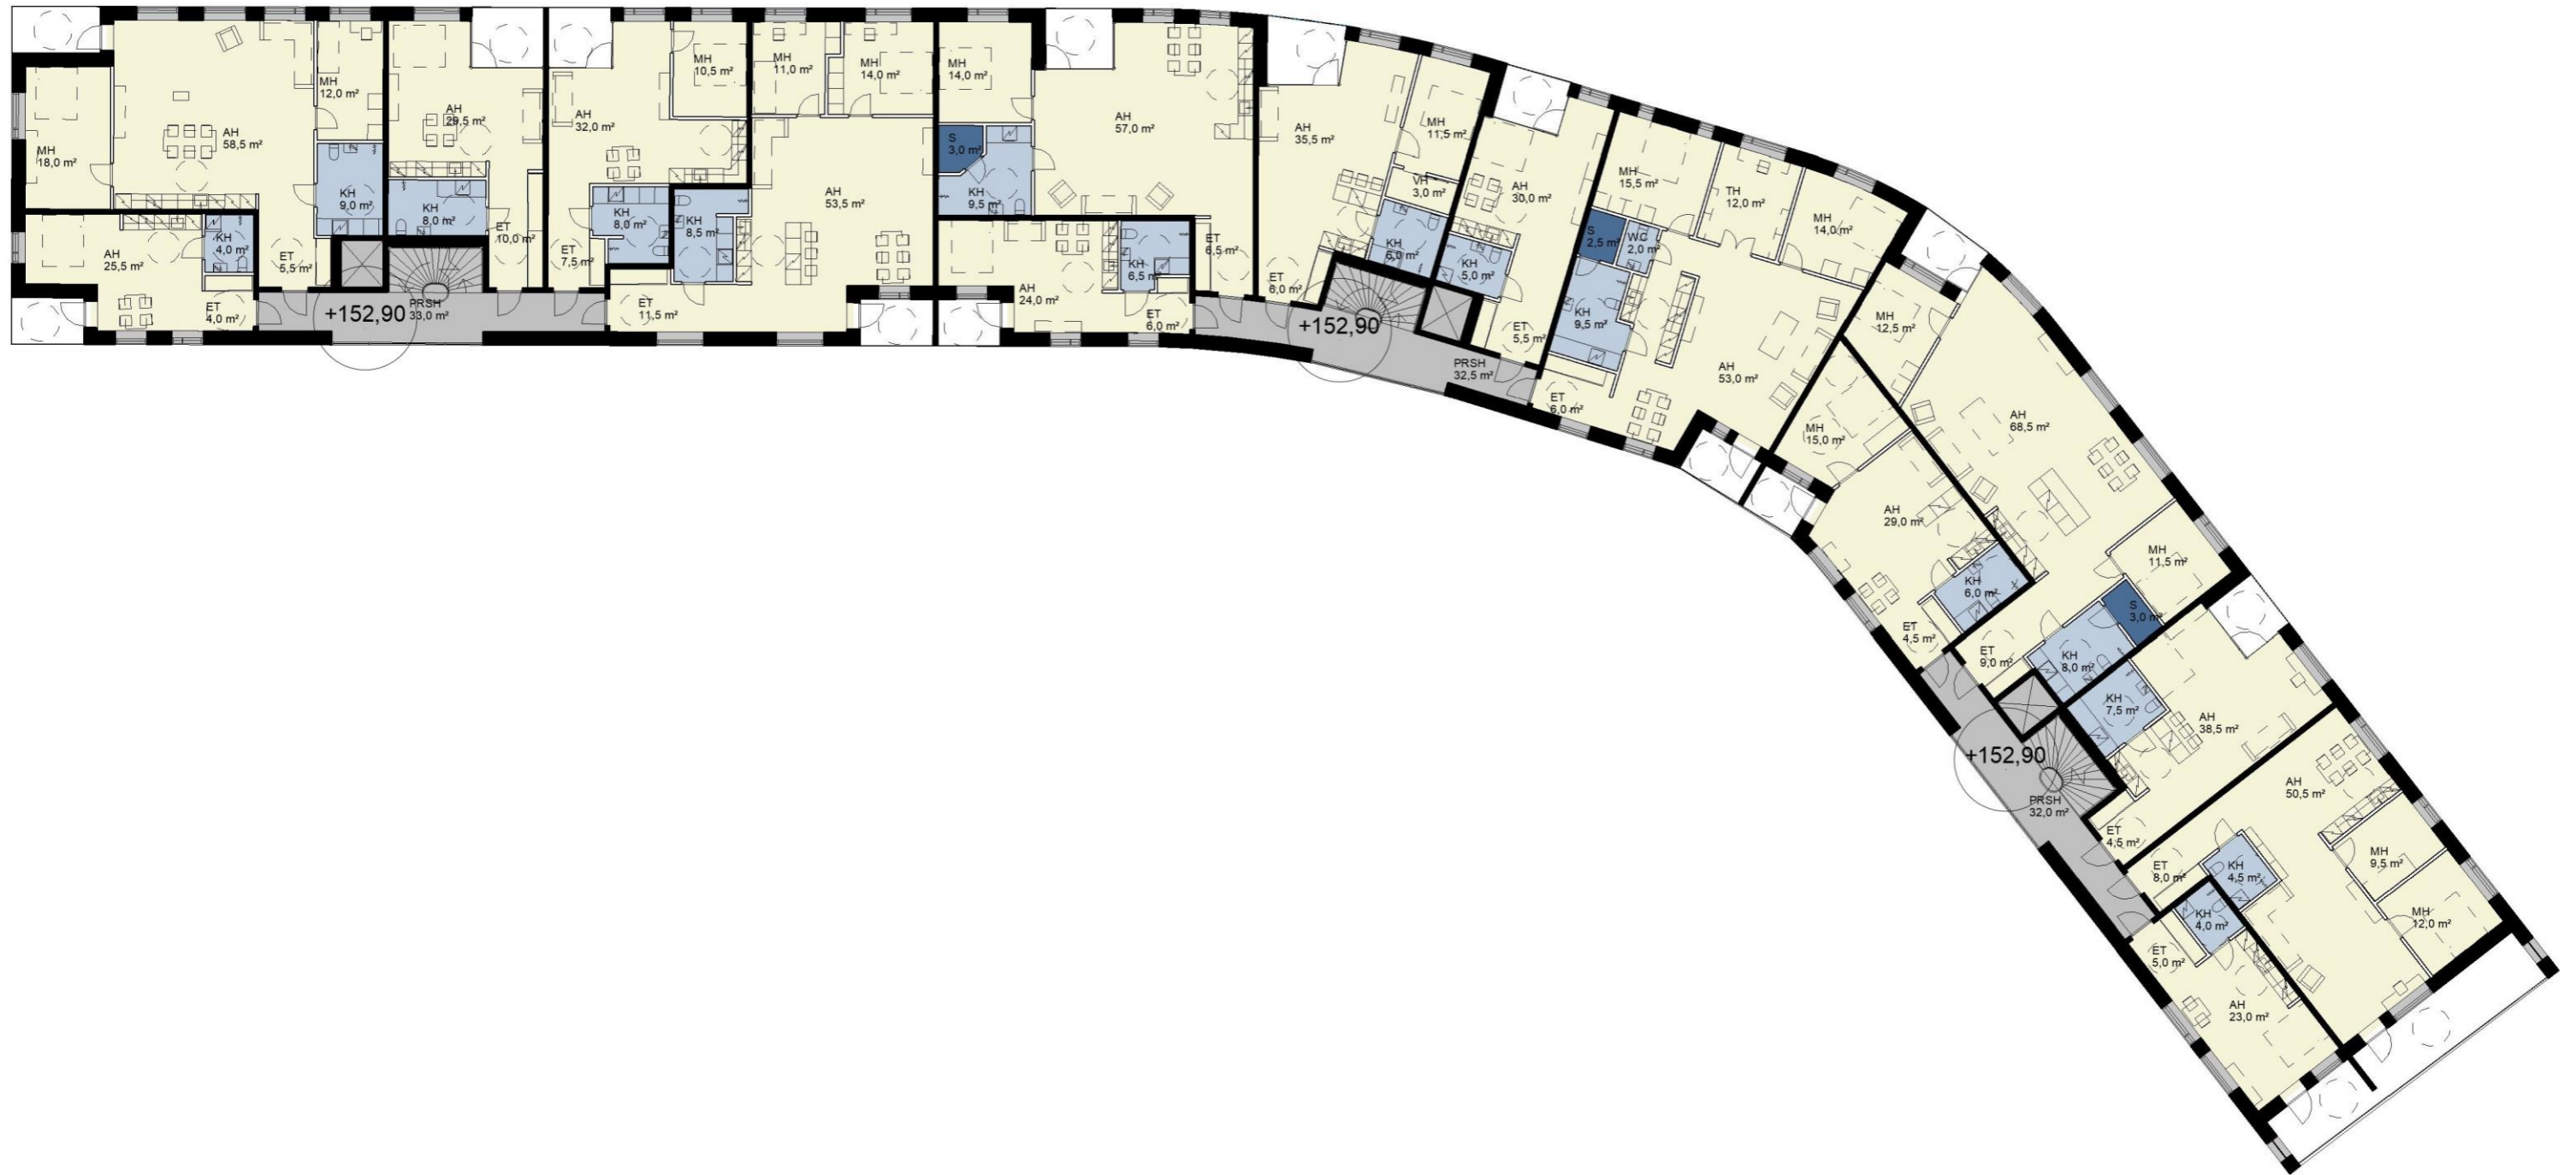 MH
18,0 m²
AH
58,5 m²
MH
12,0 m²
KH
9,0 m²
ET
5,5 m²
AH
25,5 m²
KH
4,0 m²
ET
4,0 m²
AH
29,5 m²
KH
8,0 m²
ET
10,0 m²
+152,90
PRSH
33,0 m²
AH
32,0 m²
MH
10,5 m²
KH
8,0 m²
ET
7,5 m²
MH
11,0 m²
MH
14,0 m²
AH
53,5 m²
KH
8,5 m²
ET
11,5 m²
MH
14,0 m²
S
3,0 m²
KH
9,5 m²
AH
57,0 m²
ET
6,5 m²
AH
24,0 m²
KH
6,5 m²
ET
6,0 m²
AH
35,5 m²
MH
11,5 m²
VH
3,0 m²
KH
6,0 m²
ET
6,0 m²
+152,90
PRSH
32,5 m²
AH
30,0 m²
KH
5,0 m²
ET
5,5 m²
MH
15,5 m²
TH
12,0 m²
MH
14,0 m²
S
2,5 m²
WC
2,0 m²
KH
9,5 m²
AH
53,0 m²
ET
6,0 m²
MH
12,5 m²
AH
68,5 m²
MH
11,5 m²
S
3,0 m²
KH
8,0 m²
ET
9,0 m²
MH
15,0 m²
AH
29,0 m²
KH
6,0 m²
ET
4,5 m²
KH
7,5 m²
AH
38,5 m²
ET
4,5 m²
+152,90
PRSH
32,0 m²
AH
50,5 m²
MH
9,5 m²
MH
12,0 m²
KH
4,5 m²
ET
8,0 m²
KH
4,0 m²
ET
5,0 m²
AH
23,0 m²